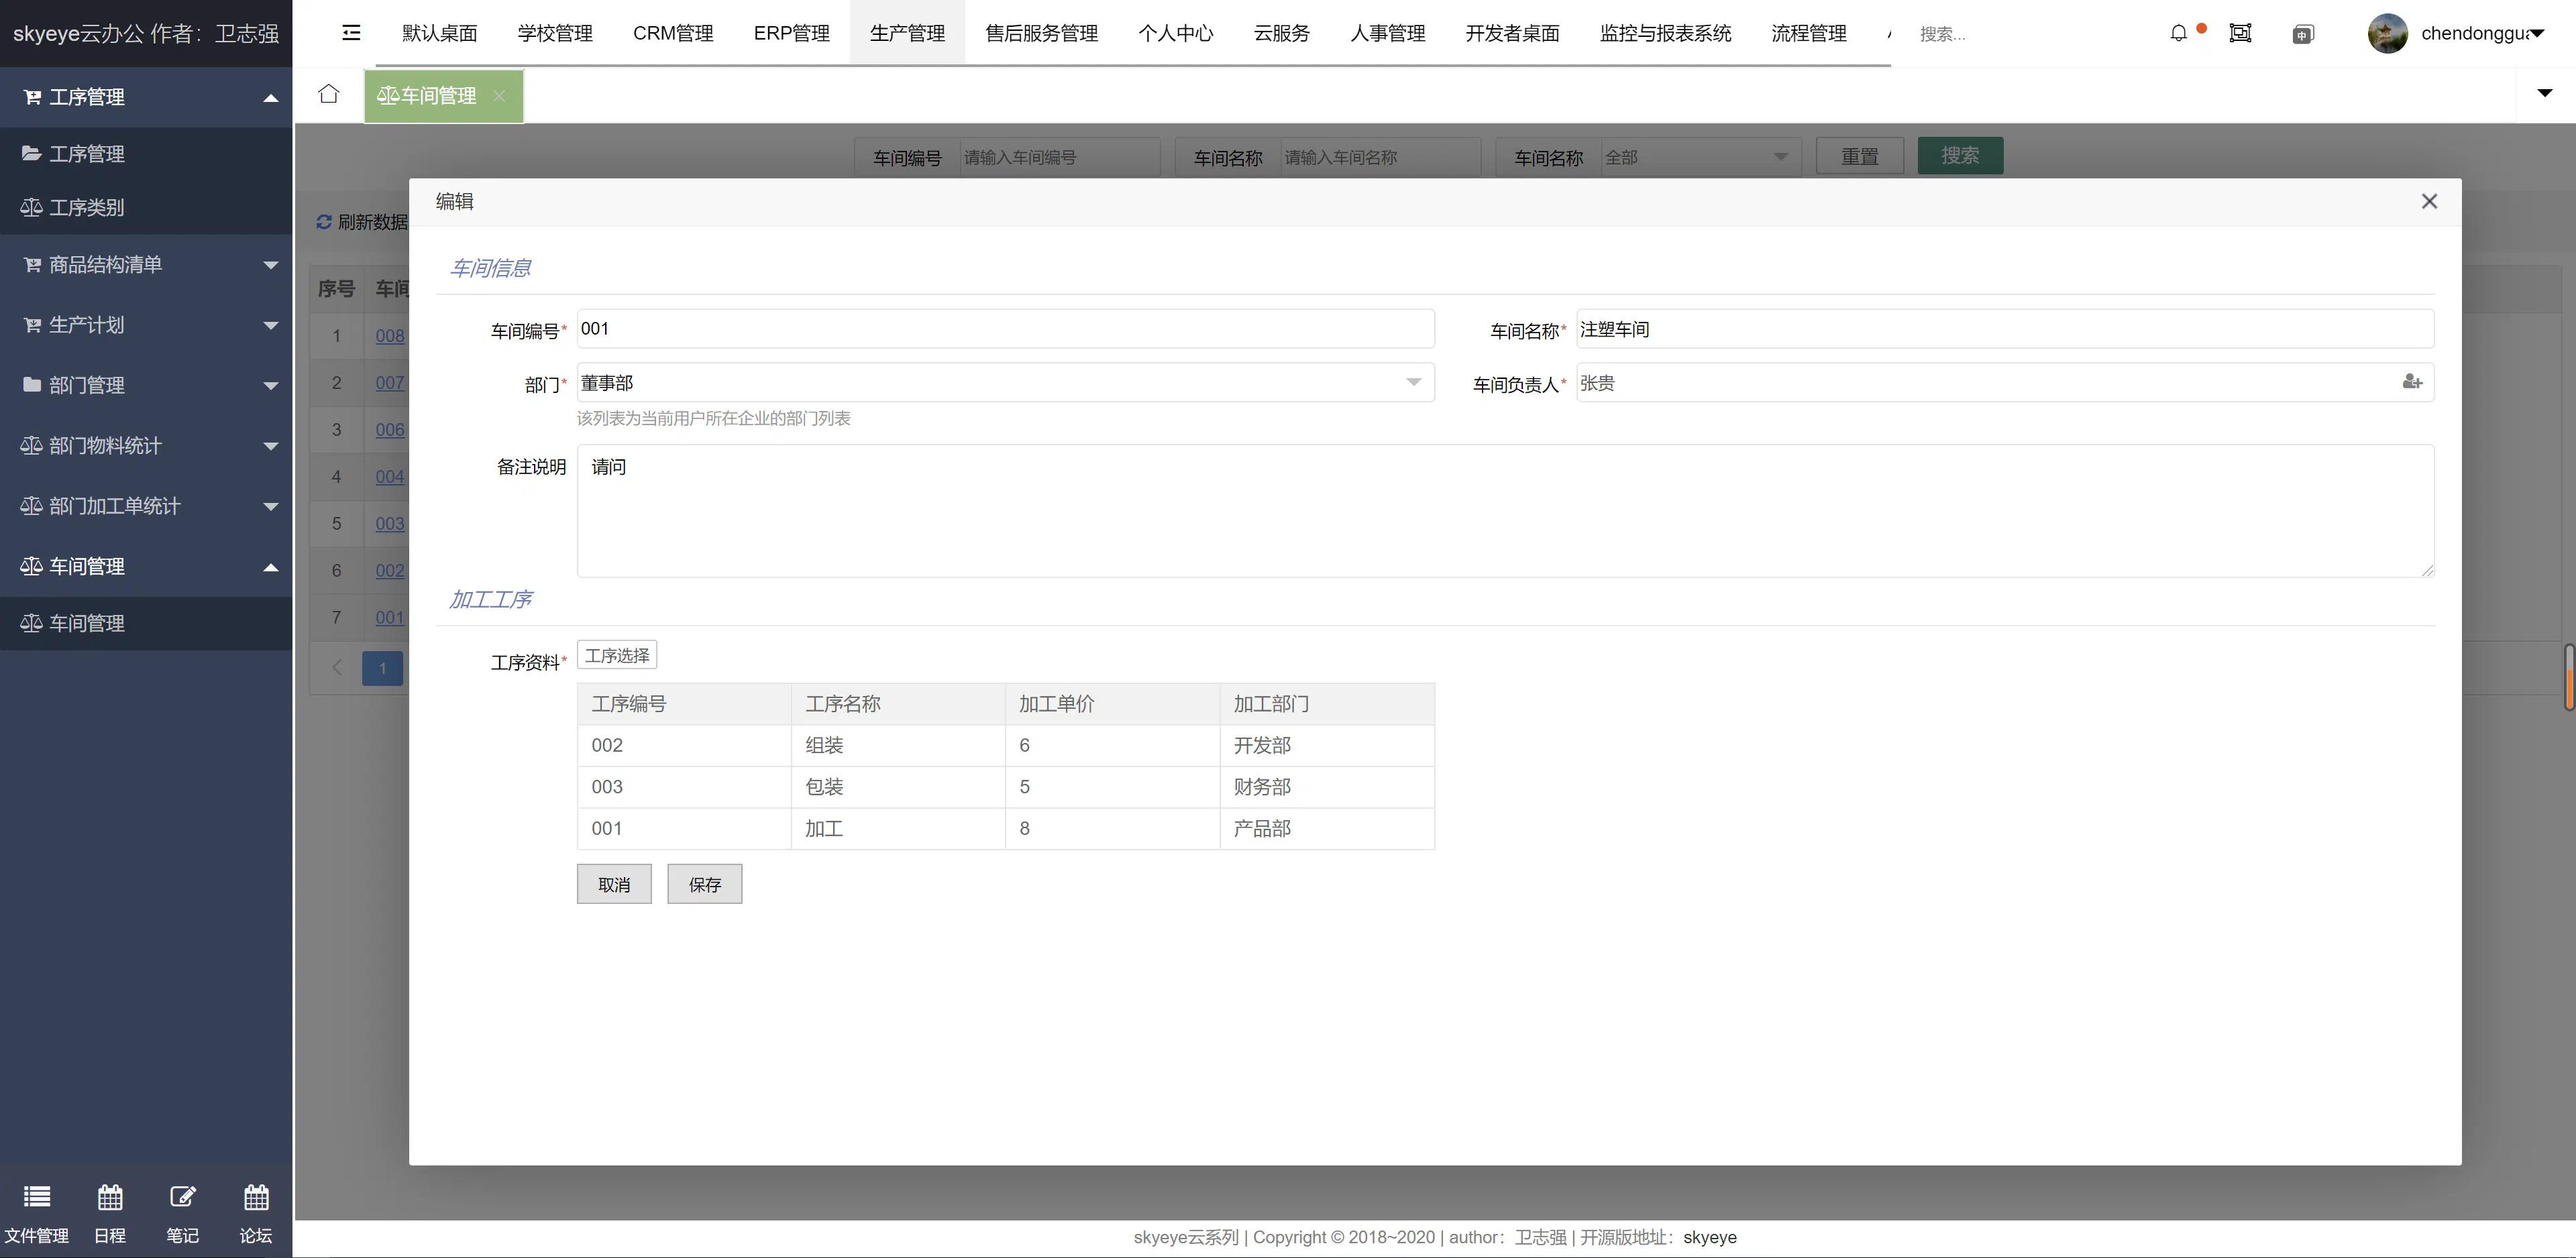 skyeye云办公 作者：卫志强
默认桌面 学校管理 CRM管理 ERP管理 生产管理 售后服务管理 个人中心 云服务 人事管理 开发者桌面 监控与报表系统 流程管理
搜索...
中
chendonggua
工序管理
工序管理
工序类别
商品结构清单
生产计划
部门管理
部门物料统计
部门加工单统计
车间管理
车间管理
文件管理 日程 笔记 论坛
车间管理
车间编号 请输入车间编号 车间名称 请输入车间名称 车间名称 全部 重置 搜索
刷新数据
序号 车间
1 008
2 007
3 006
4 004
5 003
6 002
7 001
1
编辑
车间信息
车间编号* 001 车间名称* 注塑车间
部门* 董事部 车间负责人* 张贵
该列表为当前用户所在企业的部门列表
备注说明 请问
加工工序
工序资料* 工序选择
工序编号 工序名称 加工单价 加工部门
002 组装 6 开发部
003 包装 5 财务部
001 加工 8 产品部
取消 保存
skyeye云系列 | Copyright © 2018~2020 | author：卫志强 | 开源版地址：skyeye